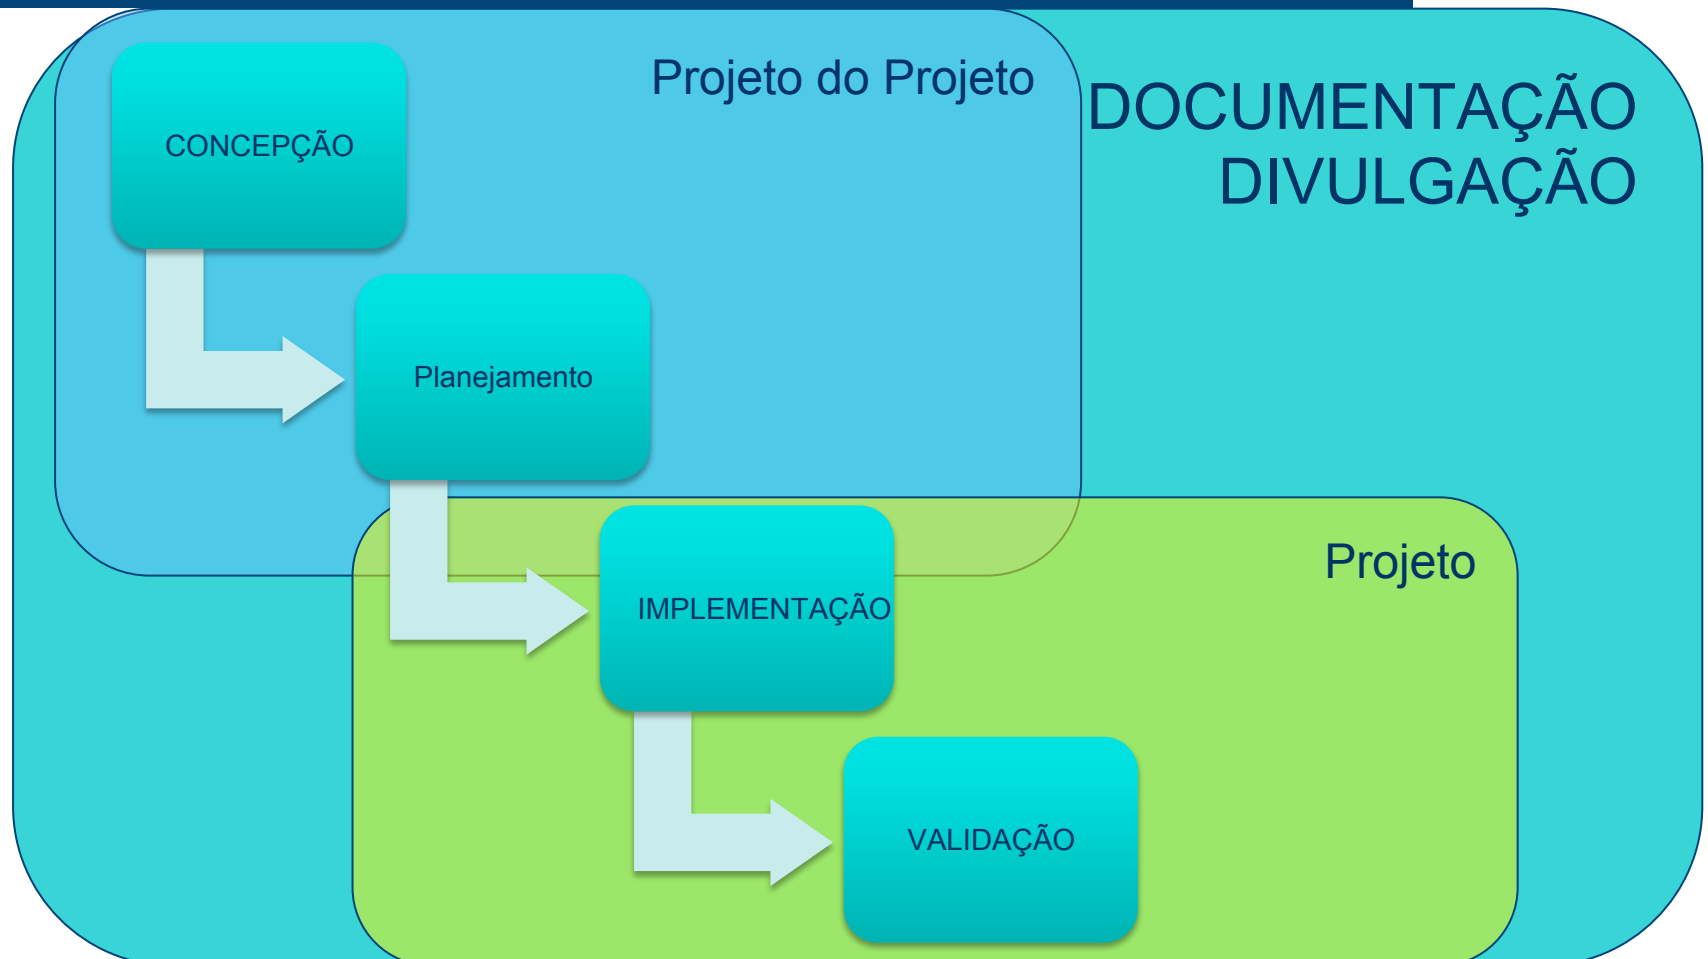 Projeto do Projeto
DOCUMENTAÇÃO
DIVULGAÇÃO
CONCEPÇÃO
Planejamento
Projeto
IMPLEMENTAÇÃO
VALIDAÇÃO